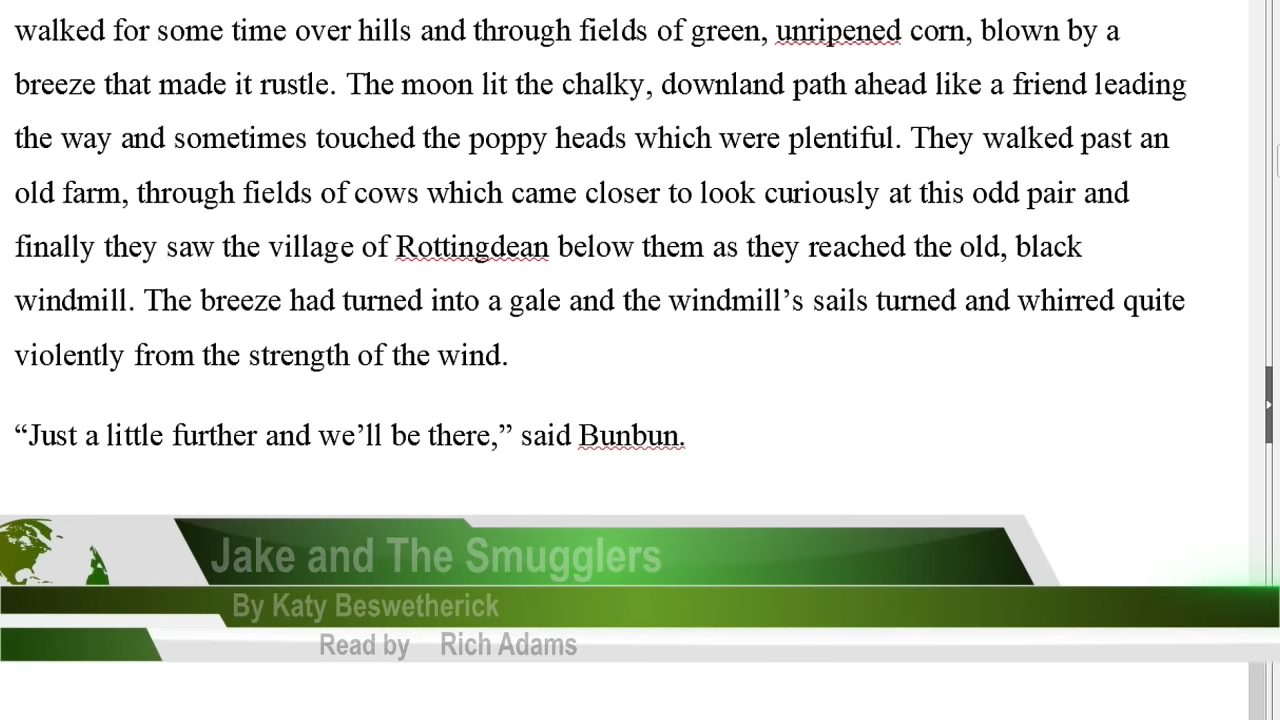 walked for some time over hills and through fields of green, unripened corn, blown by a
breeze that made it rustle. The moon lit the chalky, downland path ahead like a friend leading
the way and sometimes touched the poppy heads which were plentiful. They walked past an
old farm, through fields of cows which came closer to look curiously at this odd pair and
finally they saw the village of Rottingdean below them as they reached the old, black
windmill. The breeze had turned into a gale and the windmill’s sails turned and whirred quite
violently from the strength of the wind.
“Just a little further and we’ll be there,” said Bunbun.
Jake and The Smugglers
By Katy Beswetherick
Read by Rich Adams